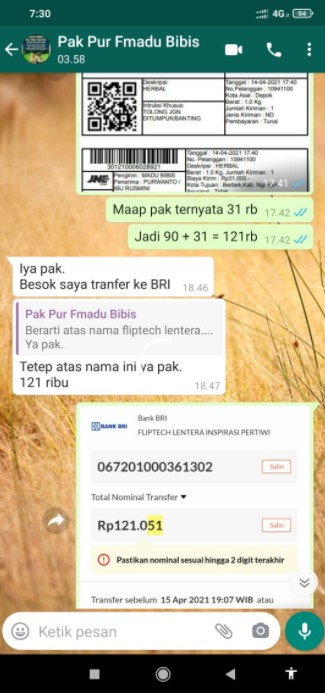 7:30
4G 94
Pak Pur Fmadu Bibis
03.58
Deskripsi:
HERBAL
Intruksi Khusus:
TOLONG JGN
DITUMPUK/BANTING
Tanggal : 14-04-2021 17:40
No. Pelanggan : 10941100
Kota Asal : Depok
Berat : 1.0 Kg
Jumlah Kiriman : 1
Jenis Kiriman : ND
Pembayaran : Tunai
JNE
Pengirim : MADU BIBIS
Penerima : PURWANTO /
IBU RUSMINI
Tanggal : 14-04-2021 17:40
No. Pelanggan : 10941100
Deskripsi : HERBAL
Berat : 1.0 Kg, Jumlah Kiriman : 1
Biaya Kirim : Rp31.000,-
Kota Tujuan : Berbek,Kab.
17.41
Maap pak ternyata 31 rb 17.42
Jadi 90 + 31 = 121rb 17.42
Iya pak.
Besok saya tranfer ke BRI 18.46
Pak Pur Fmadu Bibis
Berarti atas nama fliptech lentera....
Ya pak.
Tetep atas nama ini ya pak.
121 ribu
18.47
BANK BRI
Bank BRI
FLIPTECH LENTERA INSPIRASI PERTIWI
067201000361302 Salin
Total Nominal Transfer
Rp121.051 Salin
Pastikan nominal sesuai hingga 2 digit terakhir
Transfer sebelum 15 Apr 2021 19:07 WIB atau
Ketik pesan